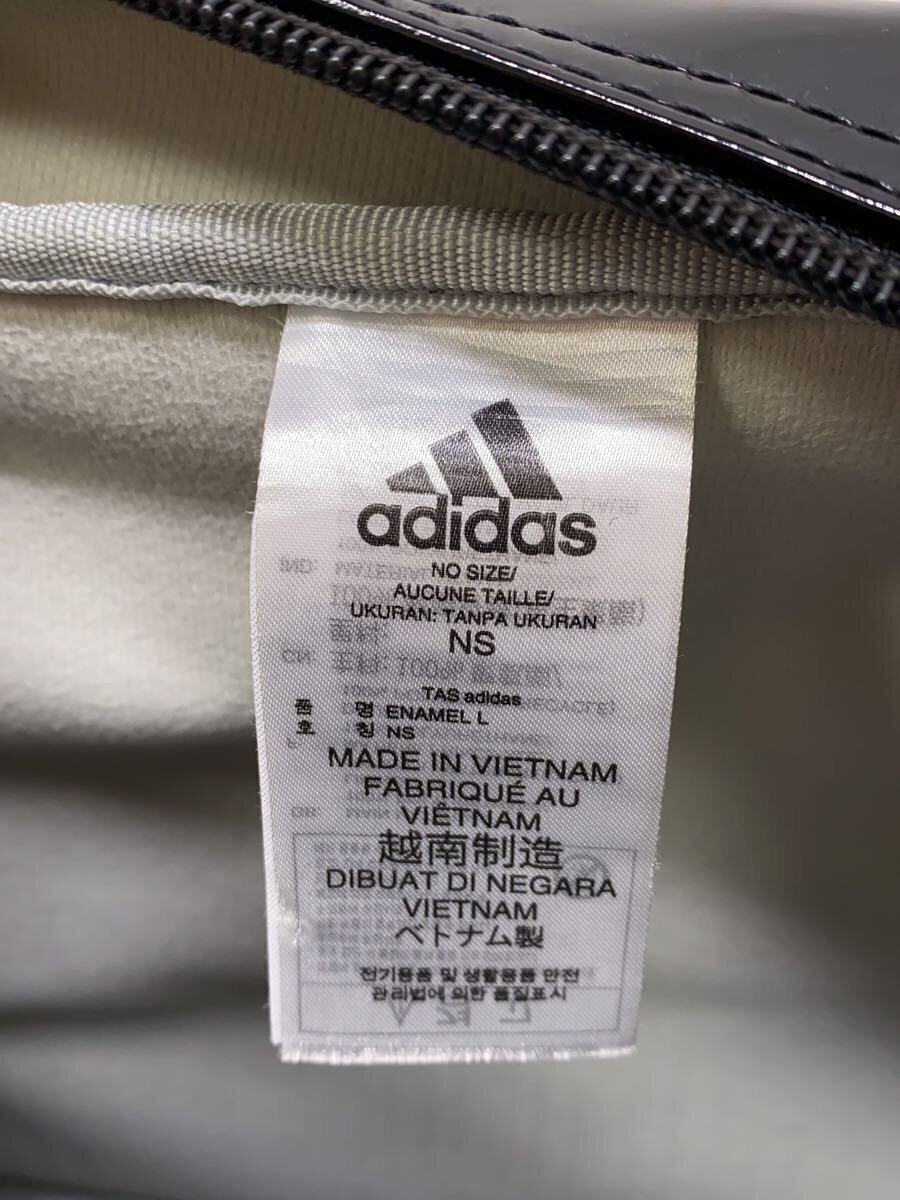 adidas
NO SIZE/
AUCUNE TAILLE/
UKURAN: TANPA UKURAN
NS
TAS adidas
품 명 ENAMEL L
호 칭 NS
MADE IN VIETNAM
FABRIQUÉ AU
VIÊTNAM
越南制造
DIBUAT DI NEGARA
VIETNAM
ベトナム製
전기용품 및 생활용품 안전
관리법에 의한 품질표시